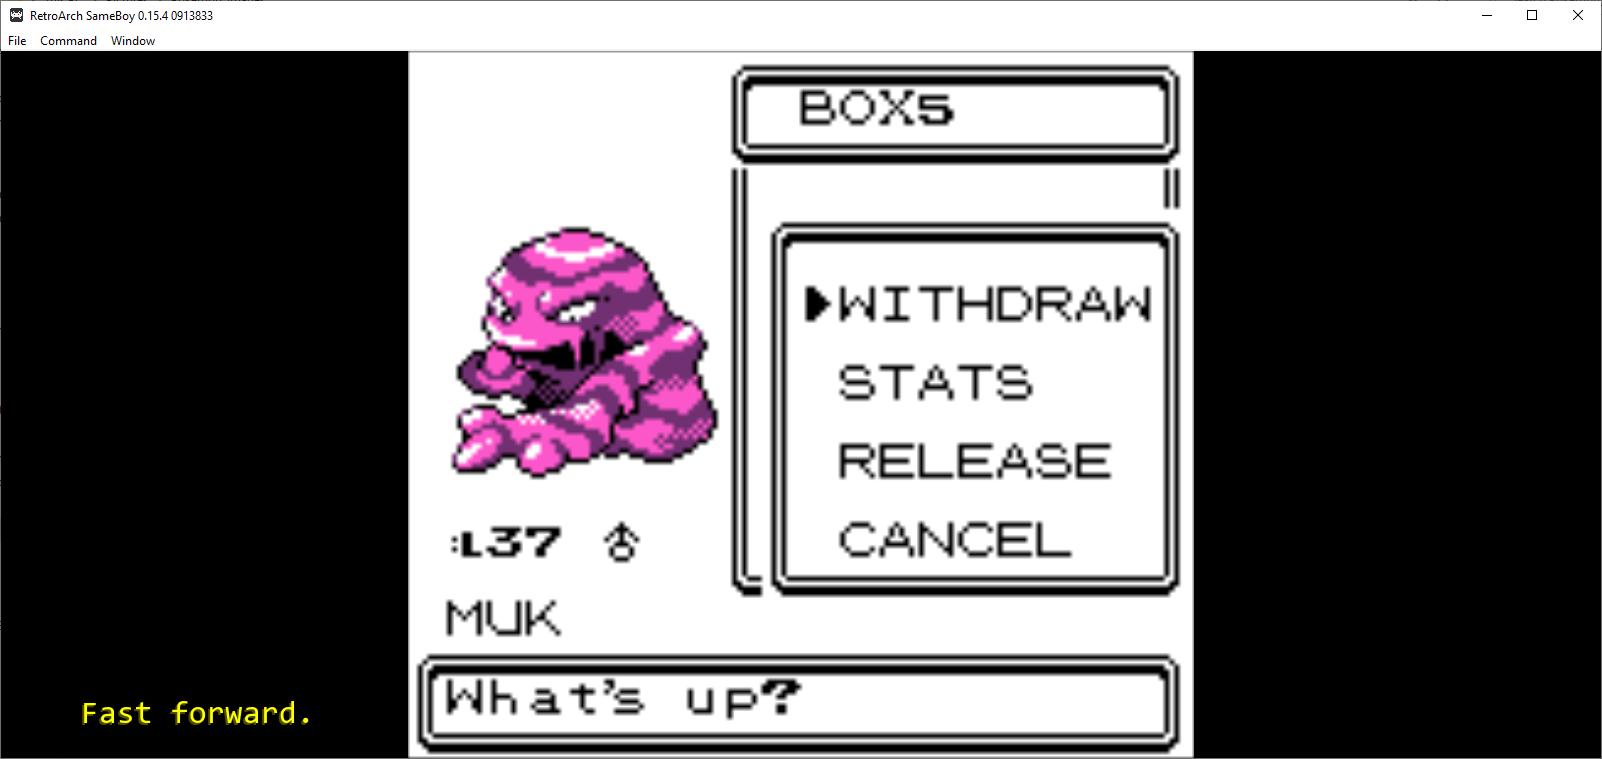 RetroArch SameBoy 0.15.4 0913833
File Command Window
BOX5
▶WITHDRAW
STATS
RELEASE
CANCEL
:L37 ♂
MUK
What's up?
Fast forward.